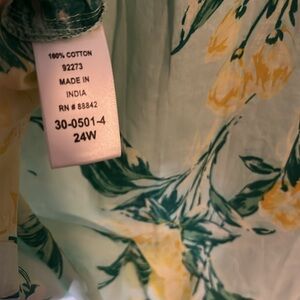 100% COTTON
92273
MADE IN
INDIA
RN # 88842
30-0501-4
24W